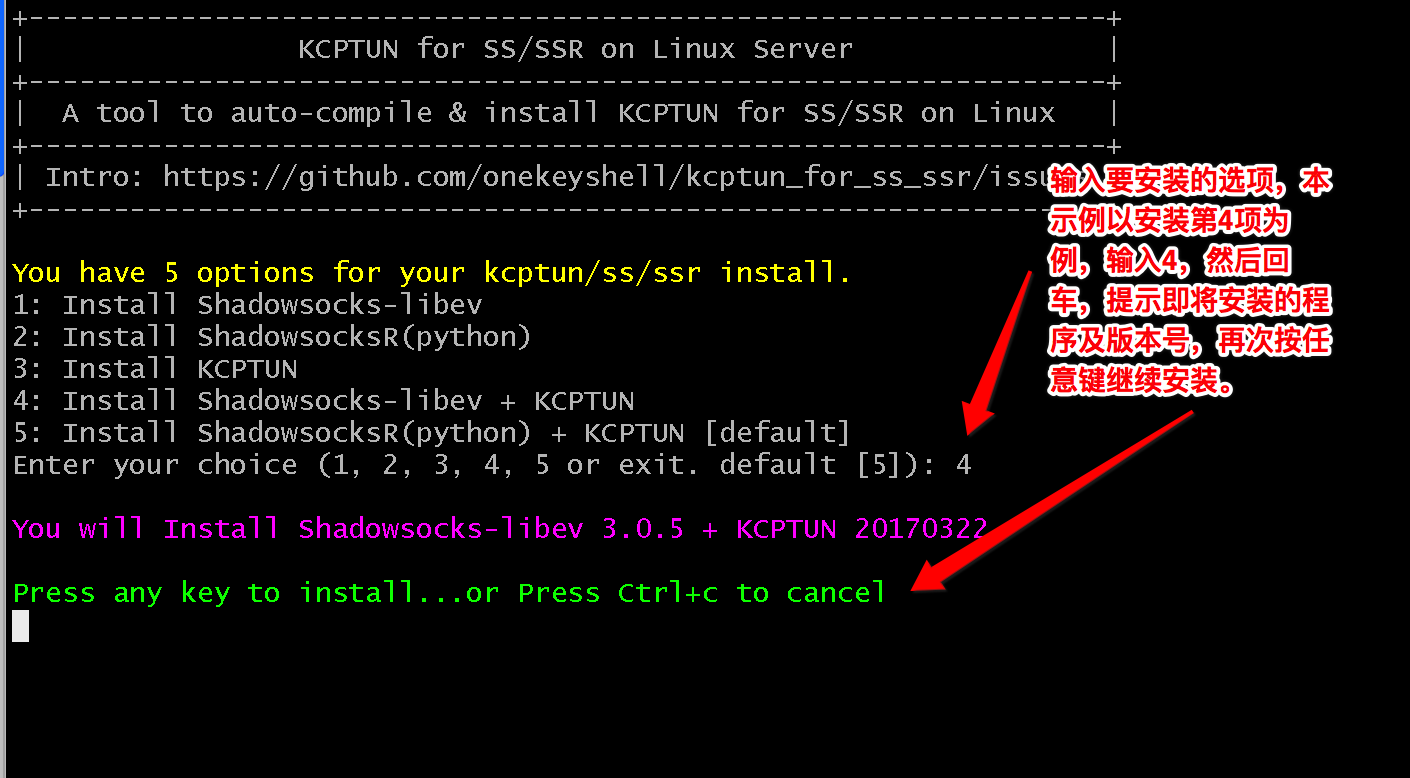 +----------------------------------------------------------------+
| KCPTUN for SS/SSR on Linux Server |
+----------------------------------------------------------------+
| A tool to auto-compile & install KCPTUN for SS/SSR on Linux |
+----------------------------------------------------------------+
| Intro: https://github.com/onekeyshell/kcptun_for_ss_ssr/issu
+----------------------------------------------------------------
输入要安装的选项，本
示例以安装第4项为
例，输入4，然后回
车，提示即将安装的程
序及版本号，再次按任
意键继续安装。
You have 5 options for your kcptun/ss/ssr install.
1: Install Shadowsocks-libev
2: Install ShadowsocksR(python)
3: Install KCPTUN
4: Install Shadowsocks-libev + KCPTUN
5: Install ShadowsocksR(python) + KCPTUN [default]
Enter your choice (1, 2, 3, 4, 5 or exit. default [5]): 4
You will Install Shadowsocks-libev 3.0.5 + KCPTUN 20170322
Press any key to install...or Press Ctrl+c to cancel